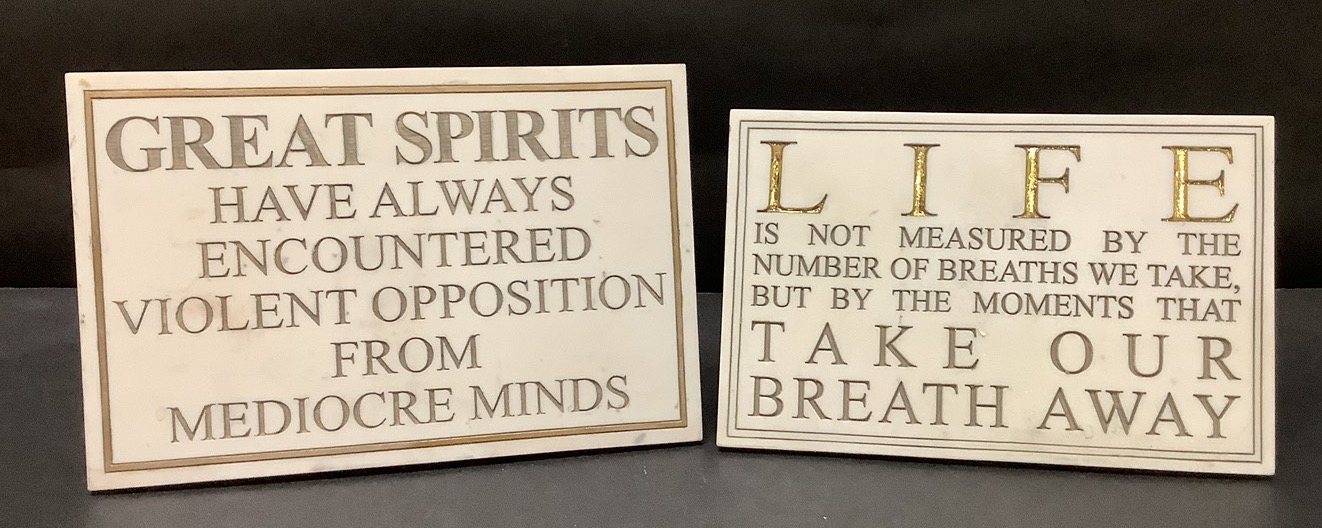 GREAT SPIRITS
HAVE ALWAYS
ENCOUNTERED
VIOLENT OPPOSITION
FROM
MEDIOCRE MINDS
LIFE
IS NOT MEASURED BY THE
NUMBER OF BREATHS WE TAKE,
BUT BY THE MOMENTS THAT
TAKE OUR
BREATH AWAY